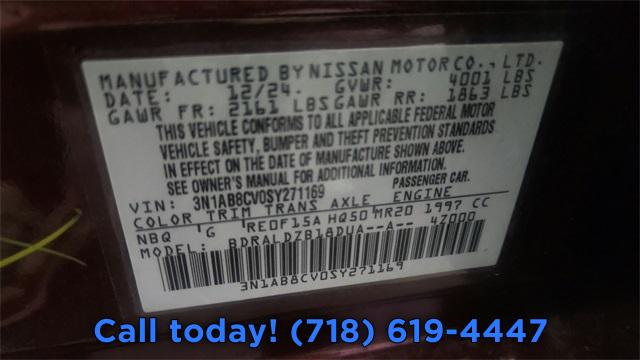 MANUFACTURED BY NISSAN MOTOR CO., LTD.
DATE: 12/24. GVWR: 4001 LBS
GAWR FR: 2161 LBS GAWR RR: 1863 LBS
THIS VEHICLE CONFORMS TO ALL APPLICABLE FEDERAL MOTOR
VEHICLE SAFETY, BUMPER AND THEFT PREVENTION STANDARDS
IN EFFECT ON THE DATE OF MANUFACTURE SHOWN ABOVE.
SEE OWNER'S MANUAL FOR ADDITIONAL INFORMATION.
VIN: 3N1AB8CV0SY271169 PASSENGER CAR.
COLOR TRIM TRANS AXLE ENGINE
NBQ G RE0F15A HQ50 MR20 1997 CC
BDRALDZB18DUA--A-- 4Z000
3N1AB8CV0SY271169
Call today! (718) 619-4447